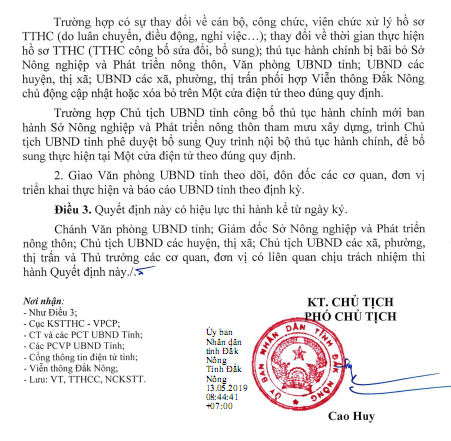 Trường hợp có sự thay đổi về cán bộ, công chức, viên chức xử lý hồ sơ
TTHC (do luân chuyển, điều động, nghỉ việc…); thay đổi về thời gian thực hiện
hồ sơ TTHC (TTHC công bố sửa đổi, bổ sung); thủ tục hành chính bị bãi bỏ Sở
Nông nghiệp và Phát triển nông thôn, Văn phòng UBND tỉnh; UBND các
huyện, thị xã; UBND các xã, phường, thị trấn phối hợp Viễn thông Đắk Nông
chủ động cập nhật hoặc xóa bỏ trên Một cửa điện tử theo đúng quy định.
Trường hợp Chủ tịch UBND tỉnh công bố thủ tục hành chính mới ban
hành Sở Nông nghiệp và Phát triển nông thôn tham mưu xây dựng, trình Chủ
tịch UBND tỉnh phê duyệt bổ sung Quy trình nội bộ thủ tục hành chính, để bổ
sung thực hiện tại Một cửa điện tử theo đúng quy định.
2. Giao Văn phòng UBND tỉnh theo dõi, đôn đốc các cơ quan, đơn vị
triển khai thực hiện và báo cáo UBND tỉnh theo định kỳ.
Điều 3. Quyết định này có hiệu lực thi hành kể từ ngày ký.
Chánh Văn phòng UBND tỉnh; Giám đốc Sở Nông nghiệp và Phát triển
nông thôn; Chủ tịch UBND các huyện, thị xã; Chủ tịch UBND các xã, phường,
thị trấn và Thủ trưởng các cơ quan, đơn vị có liên quan chịu trách nhiệm thi
hành Quyết định này./.
Nơi nhận:
- Như Điều 3;
- Cục KSTTHC - VPCP;
- CT và các PCT UBND Tỉnh;
- Các PCVP UBND Tỉnh;
- Cổng thông tin điện tử tỉnh;
- Viễn thông Đắk Nông;
- Lưu: VT, TTHCC, NCKSTT.
Ủy ban
Nhân dân
tỉnh Đắk
Nông
Tỉnh Đắk
Nông
13.05.2019
08:44:41
+07:00
KT. CHỦ TỊCH
PHÓ CHỦ TỊCH
ỦY BAN NHÂN DÂN TỈNH ĐẮK NÔNG
Cao Huy